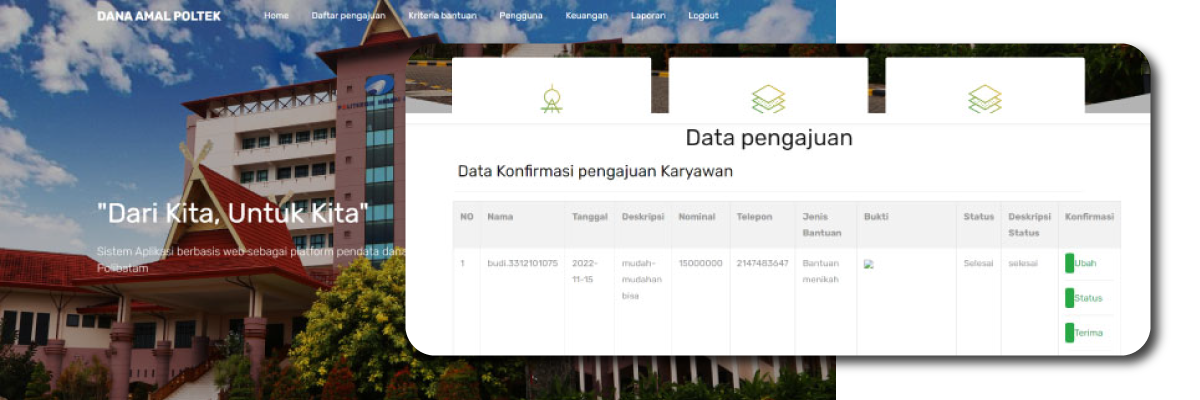 DANA AMAL POLTEK Home Daftar pengajuan Kriteria bantuan Pengguna Keuangan Laporan Logout
"Dari Kita, Untuk Kita"
Sistem Aplikasi berbasis web sebagai platform pendata dana
Polibatam
Data pengajuan
Data Konfirmasi pengajuan Karyawan
NO Nama Tanggal Deskripsi Nominal Telepon Jenis Bantuan Bukti Status Deskripsi Status Konfirmasi
1 budi.3312101075 2022-11-15 mudah-mudahan bisa 15000000 2147483647 Bantuan menikah Selesai selesai Ubah
Status
Terima